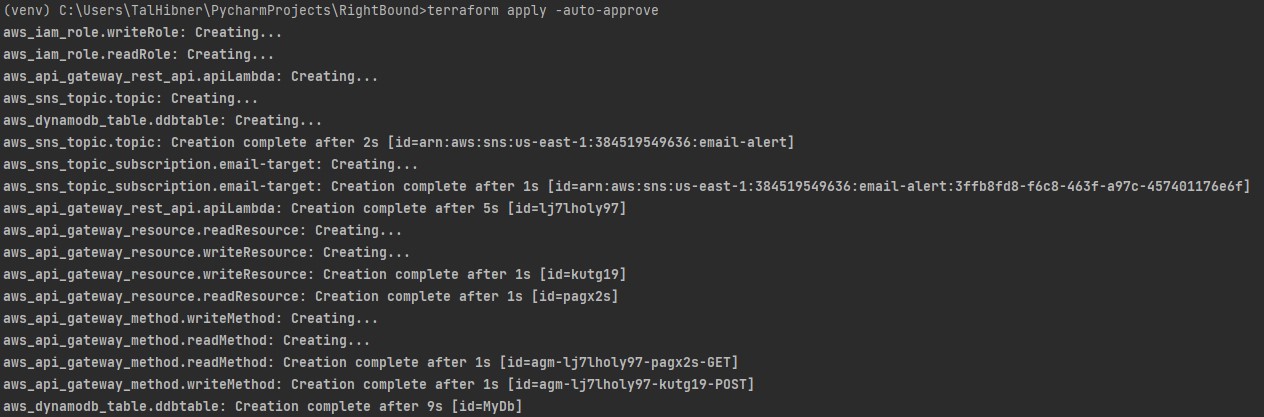 (venv) C:\Users\TalHibner\PycharmProjects\RightBound>terraform apply -auto-approve
aws_iam_role.writeRole: Creating...
aws_iam_role.readRole: Creating...
aws_api_gateway_rest_api.apiLambda: Creating...
aws_sns_topic.topic: Creating...
aws_dynamodb_table.ddbtable: Creating...
aws_sns_topic.topic: Creation complete after 2s [id=arn:aws:sns:us-east-1:384519549636:email-alert]
aws_sns_topic_subscription.email-target: Creating...
aws_sns_topic_subscription.email-target: Creation complete after 1s [id=arn:aws:sns:us-east-1:384519549636:email-alert:3ffb8fd8-f6c8-463f-a97c-457401176e6f]
aws_api_gateway_rest_api.apiLambda: Creation complete after 5s [id=lj7lholy97]
aws_api_gateway_resource.readResource: Creating...
aws_api_gateway_resource.writeResource: Creating...
aws_api_gateway_resource.writeResource: Creation complete after 1s [id=kutg19]
aws_api_gateway_resource.readResource: Creation complete after 1s [id=pagx2s]
aws_api_gateway_method.writeMethod: Creating...
aws_api_gateway_method.readMethod: Creating...
aws_api_gateway_method.readMethod: Creation complete after 1s [id=agm-lj7lholy97-pagx2s-GET]
aws_api_gateway_method.writeMethod: Creation complete after 1s [id=agm-lj7lholy97-kutg19-POST]
aws_dynamodb_table.ddbtable: Creation complete after 9s [id=MyDb]